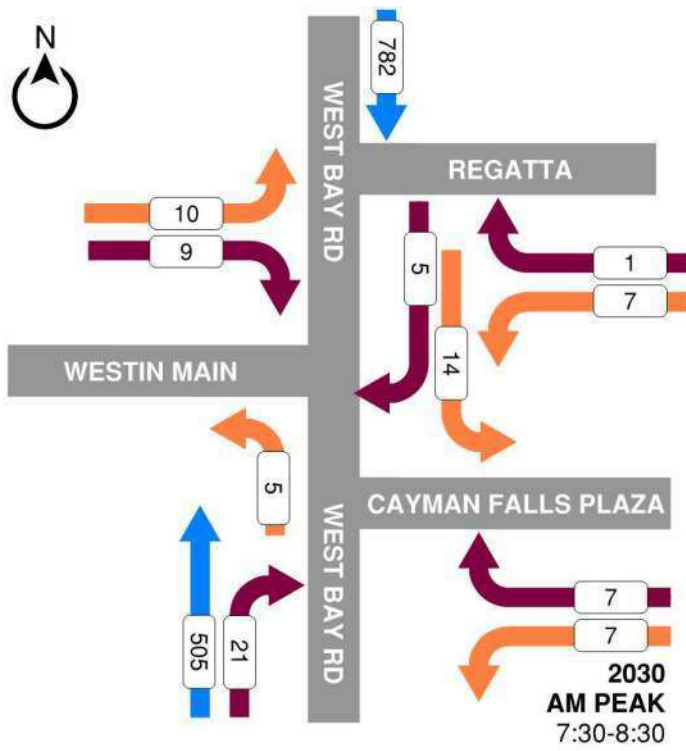 N
782
WEST BAY RD
REGATTA
10
9
5
1
7
14
WESTIN MAIN
5
CAYMAN FALLS PLAZA
WEST BAY RD
505
21
7
7
2030
AM PEAK
7:30-8:30